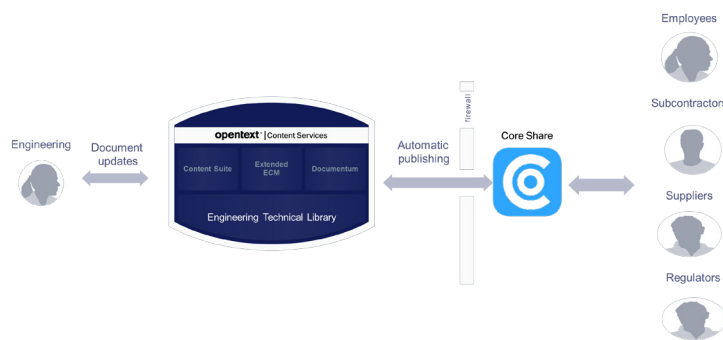 Employees
Subcontractors
Suppliers
Regulators
Engineering
Document
updates
opentext™ | Content Services
Content Suite
Extended
ECM
Documentum
Engineering Technical Library
Automatic
publishing
firewall
Core Share